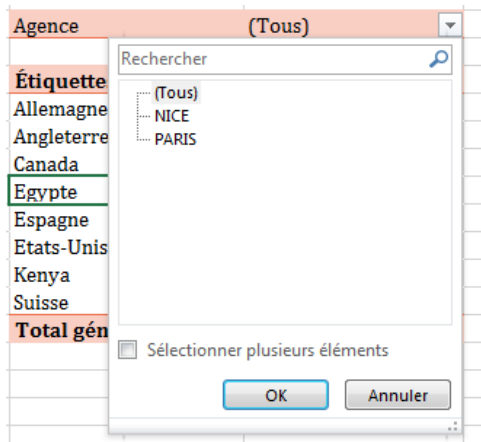 Agence (Tous)
Rechercher
Étiquette
(Tous)
Allemagne
NICE
Angleterre
PARIS
Canada
Egypte
Espagne
Etats-Unis
Kenya
Suisse
Total gén
Sélectionner plusieurs éléments
OK Annuler